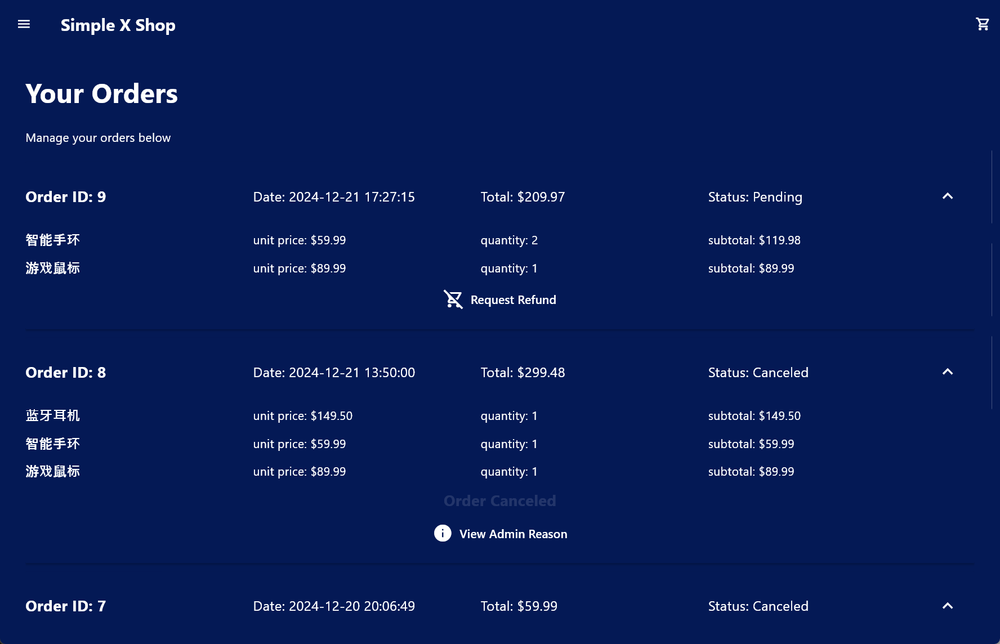 Simple X Shop
Your Orders
Manage your orders below
Order ID: 9 Date: 2024-12-21 17:27:15 Total: $209.97 Status: Pending
智能手环 unit price: $59.99 quantity: 2 subtotal: $119.98
游戏鼠标 unit price: $89.99 quantity: 1 subtotal: $89.99
Request Refund
Order ID: 8 Date: 2024-12-21 13:50:00 Total: $299.48 Status: Canceled
蓝牙耳机 unit price: $149.50 quantity: 1 subtotal: $149.50
智能手环 unit price: $59.99 quantity: 1 subtotal: $59.99
游戏鼠标 unit price: $89.99 quantity: 1 subtotal: $89.99
Order Canceled
View Admin Reason
Order ID: 7 Date: 2024-12-20 20:06:49 Total: $59.99 Status: Canceled